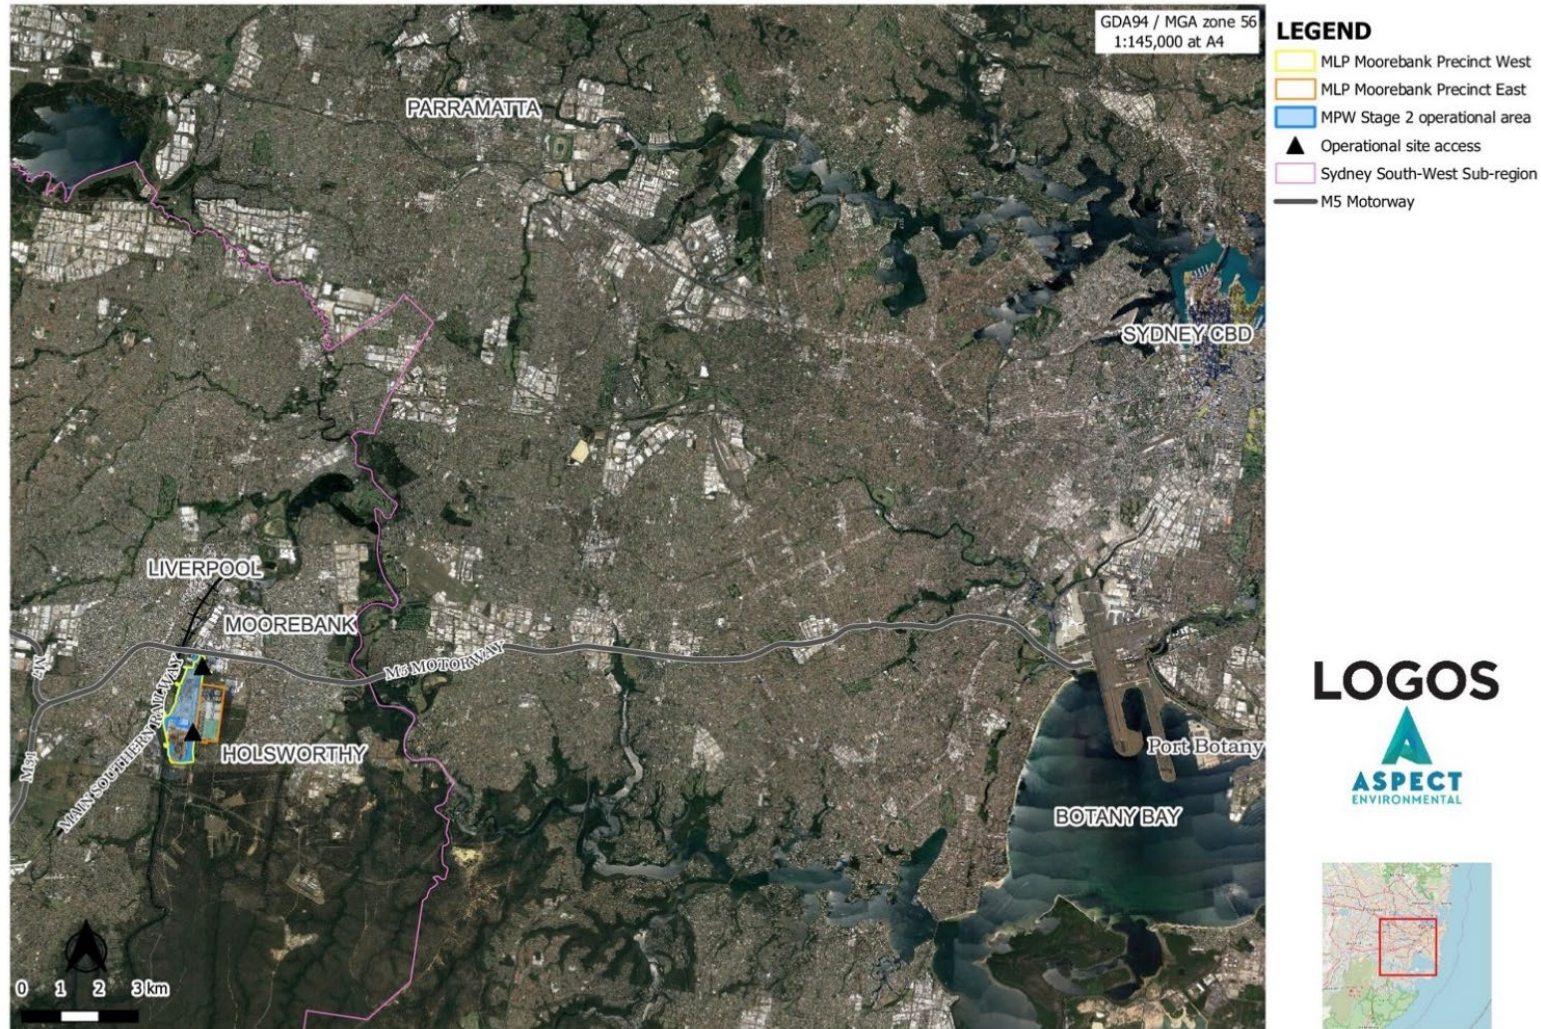 GDA94 / MGA zone 56
1:145,000 at A4
LEGEND
MLP Moorebank Precinct West
MLP Moorebank Precinct East
MPW Stage 2 operational area
Operational site access
Sydney South-West Sub-region
M5 Motorway
PARRAMATTA
SYDNEY CBD
LIVERPOOL
MOOREBANK
M5 MOTORWAY
M7
MAIN SOUTHERN RAILWAY
M31
HOLSWORTHY
Port Botany
BOTANY BAY
LOGOS
ASPECT
ENVIRONMENTAL
0 1 2 3 km